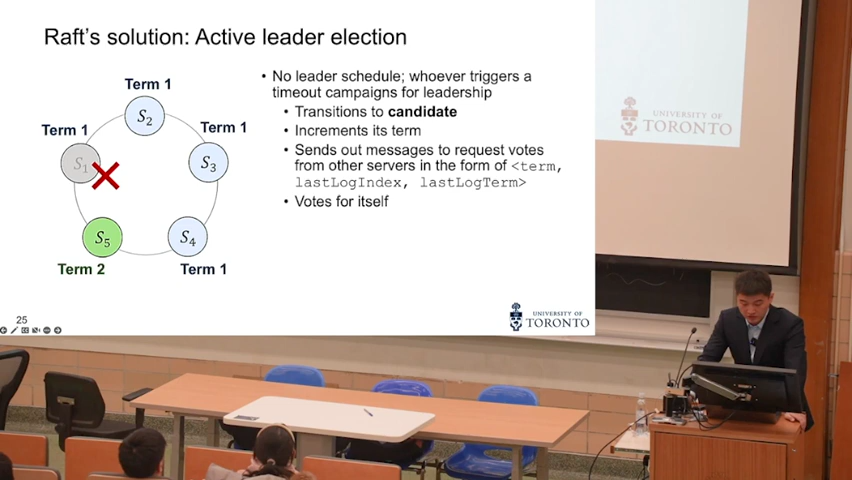 Raft's solution: Active leader election
Term 1
Term 1
Term 1
S2
S1
S3
S5
S4
Term 2
Term 1
• No leader schedule; whoever triggers a
timeout campaigns for leadership
• Transitions to candidate
• Increments its term
• Sends out messages to request votes
from other servers in the form of <term,
lastLogIndex, lastLogTerm>
• Votes for itself
25
UNIVERSITY OF
TORONTO
UNIVERSITY OF
TORONTO